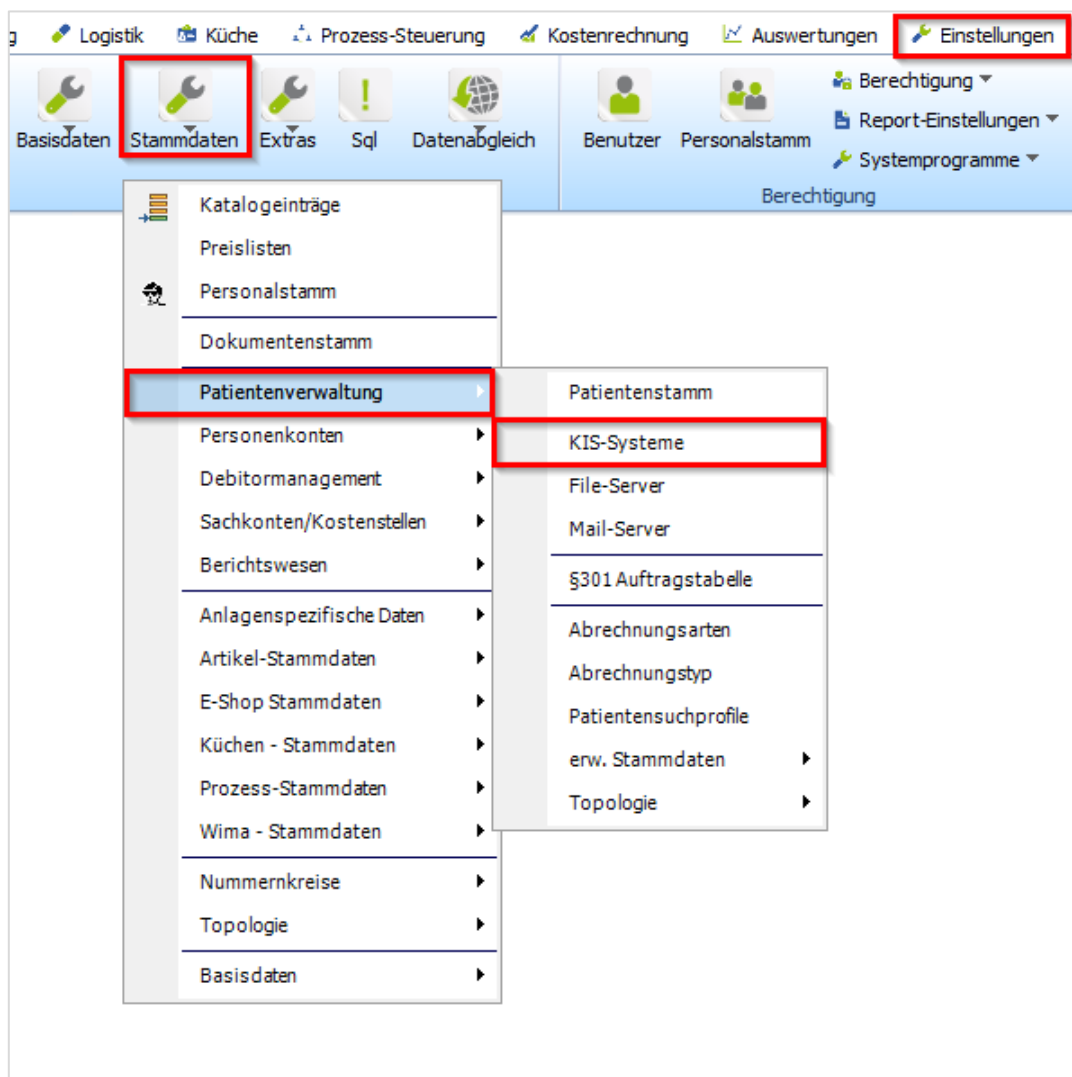 g Logistik Küche Prozess-Steuerung Kostenrechnung Auswertungen Einstellungen
Basisdaten Stammdaten Extras Sql Datenabgleich Benutzer Personalstamm
Berechtigung
Report-Einstellungen
Systemprogramme
Berechtigung
Katalogeinträge
Preislisten
Personalstamm
Dokumentenstamm
Patientenverwaltung
Personenkonten
Debitormanagement
Sachkonten/Kostenstellen
Berichtswesen
Anlagenspezifische Daten
Artikel-Stammdaten
E-Shop Stammdaten
Küchen - Stammdaten
Prozess-Stammdaten
Wima - Stammdaten
Nummernkreise
Topologie
Basisdaten
Patientenstamm
KIS-Systeme
File-Server
Mail-Server
§301 Auftragstabelle
Abrechnungsarten
Abrechnungstyp
Patientensuchprofile
erw. Stammdaten
Topologie